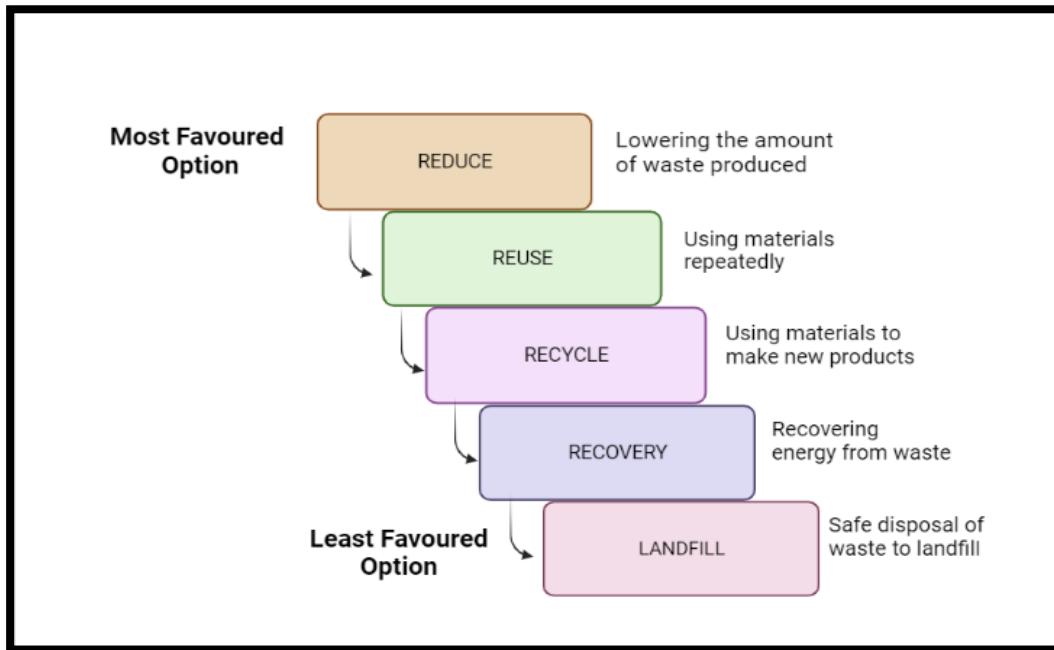 Most Favoured
Option
REDUCE
Lowering the amount
of waste produced
REUSE
Using materials
repeatedly
RECYCLE
Using materials to
make new products
RECOVERY
Recovering
energy from waste
Least Favoured
Option
LANDFILL
Safe disposal of
waste to landfill